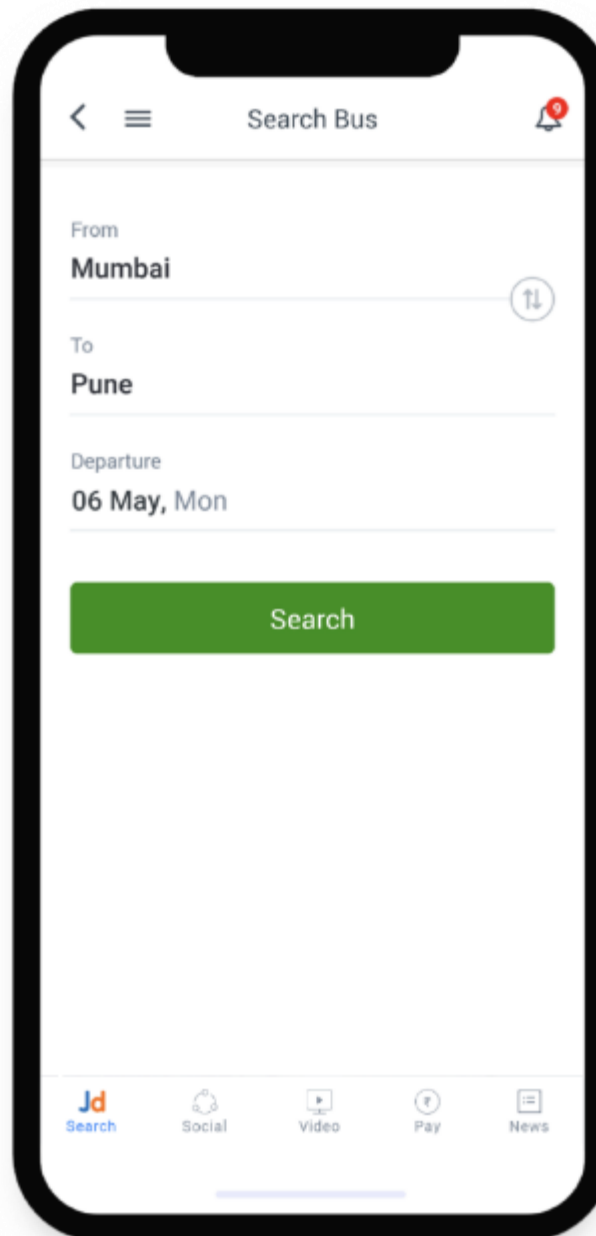 Search Bus
9
From
Mumbai
To
Pune
Departure
06 May, Mon
Search
Jd
Search Social Video Pay News